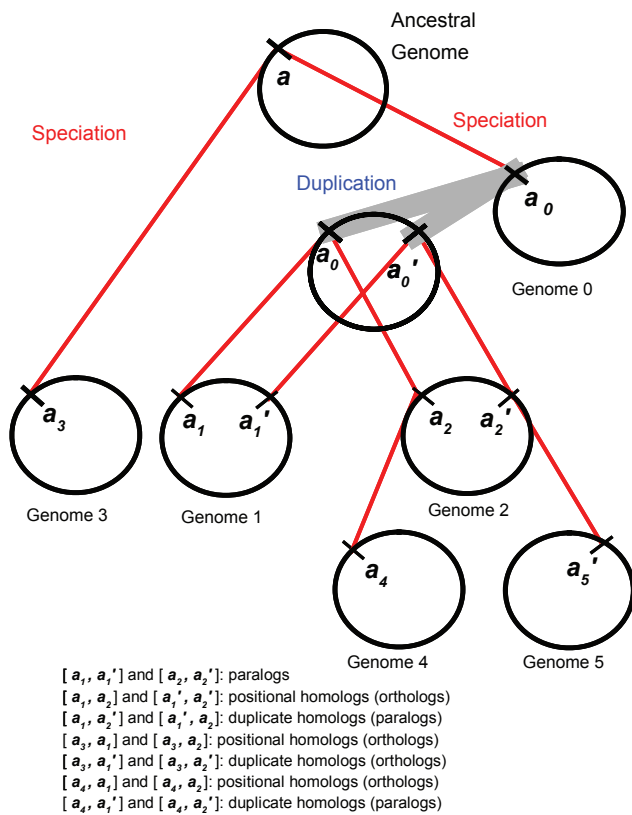 Ancestral
Genome
a
Speciation
Speciation
Duplication
a0
a0
a0'
Genome 0
a3
a1
a1'
a2
a2'
Genome 3
Genome 1
Genome 2
a4
a5'
Genome 4
Genome 5
[ a1, a1' ] and [ a2, a2' ]: paralogs
[ a1, a2] and [ a1', a2' ]: positional homologs (orthologs)
[ a1, a2' ] and [ a1', a2]: duplicate homologs (paralogs)
[ a3, a1] and [ a3, a2]: positional homologs (orthologs)
[ a3, a1' ] and [ a3, a2' ]: duplicate homologs (orthologs)
[ a4, a1] and [ a4, a2]: positional homologs (orthologs)
[ a4, a1' ] and [ a4, a2' ]: duplicate homologs (paralogs)